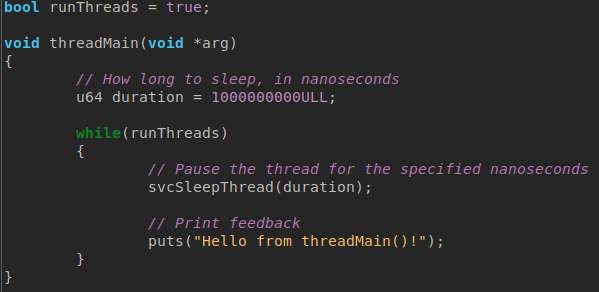 bool runThreads = true;

void threadMain(void *arg)
{
        // How long to sleep, in nanoseconds
        u64 duration = 1000000000ULL;

        while(runThreads)
        {
                // Pause the thread for the specified nanoseconds
                svcSleepThread(duration);

                // Print feedback
                puts("Hello from threadMain()!");
        }
}